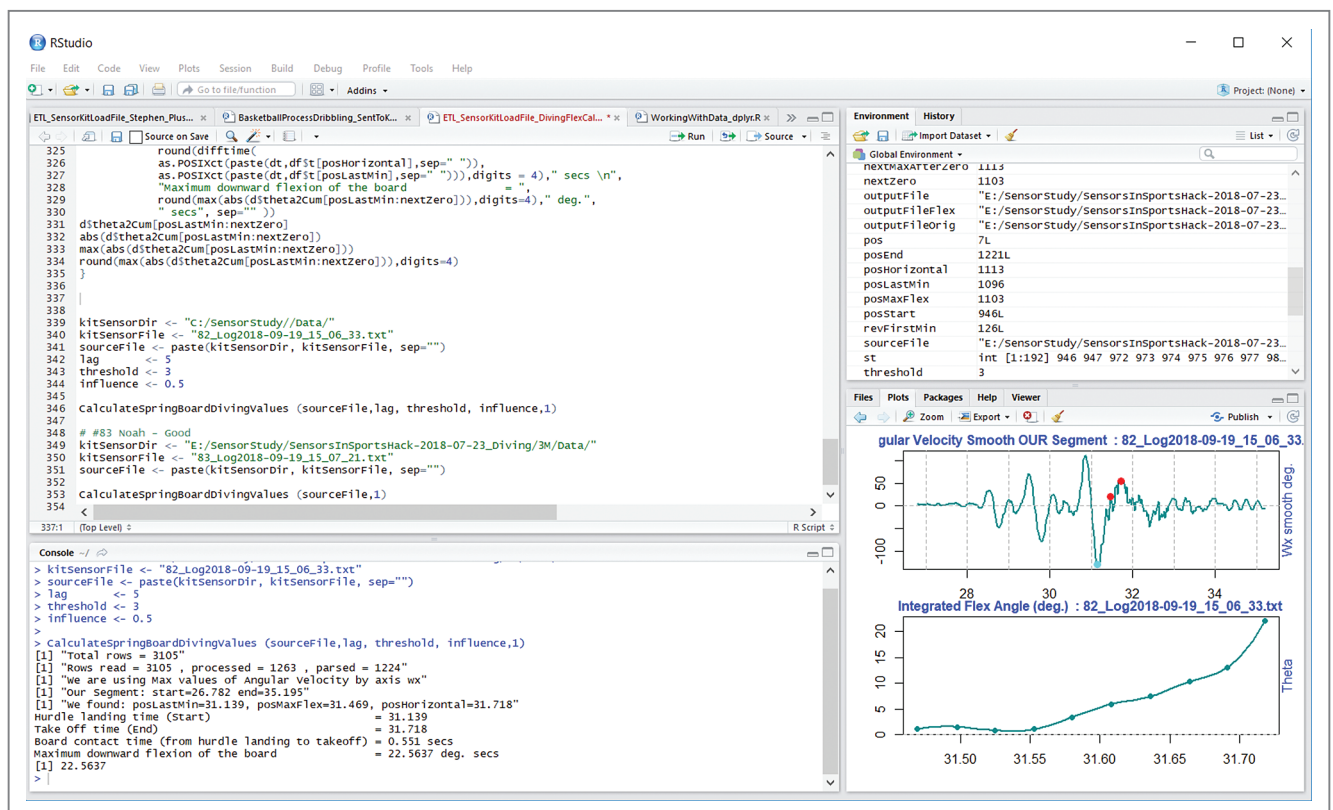 RStudio
File Edit Code View Plots Session Build Debug Profile Tools Help
Go to file/function Addins Project: (None)
ETL_SensorKitLoadFile_Stephen_Plus... BasketballProcessDribbling_SentToK... ETL_SensorKitLoadFile_DivingFlexCal... * WorkingWithData_dplyr.R
Source on Save Run Source
325 round(difftime(
326 as.POSIXct(paste(dt,df$t[posHorizontal],sep=" ")),
327 as.POSIXct(paste(dt,df$t[posLastMin],sep=" "))),digits = 4)," secs \n",
328 "Maximum downward flexion of the board = ",
329 round(max(abs(d$theta2Cum[posLastMin:nextZero])),digits=4)," deg.",
330 " secs", sep="" ))
331 d$theta2Cum[posLastMin:nextZero]
332 abs(d$theta2Cum[posLastMin:nextZero])
333 max(abs(d$theta2Cum[posLastMin:nextZero]))
334 round(max(abs(d$theta2Cum[posLastMin:nextZero])),digits=4)
335 }
336
337
338
339 kitSensorDir <- "C:/SensorStudy//Data/"
340 kitSensorFile <- "82_Log2018-09-19_15_06_33.txt"
341 sourceFile <- paste(kitSensorDir, kitSensorFile, sep="")
342 lag <- 5
343 threshold <- 3
344 influence <- 0.5
345
346 CalculateSpringBoardDivingValues (sourceFile,lag, threshold, influence,1)
347
348 # #83 Noah - Good
349 kitSensorDir <- "E:/SensorStudy/SensorsInSportsHack-2018-07-23_Diving/3M/Data/"
350 kitSensorFile <- "83_Log2018-09-19_15_07_21.txt"
351 sourceFile <- paste(kitSensorDir, kitSensorFile, sep="")
352
353 CalculateSpringBoardDivingValues (sourceFile,1)
354
337:1 (Top Level) R Script
Console ~/
> kitSensorFile <- "82_Log2018-09-19_15_06_33.txt"
> sourceFile <- paste(kitSensorDir, kitSensorFile, sep="")
> lag <- 5
> threshold <- 3
> influence <- 0.5
>
> CalculateSpringBoardDivingValues (sourceFile,lag, threshold, influence,1)
[1] "Total rows = 3105"
[1] "Rows read = 3105 , processed = 1263 , parsed = 1224"
[1] "We are using Max values of Angular Velocity by axis wx"
[1] "Our Segment: start=26.782 end=35.195"
[1] "We found: posLastMin=31.139, posMaxFlex=31.469, posHorizontal=31.718"
Hurdle landing time (Start) = 31.139
Take Off time (End) = 31.718
Board contact time (from hurdle landing to takeoff) = 0.551 secs
Maximum downward flexion of the board = 22.5637 deg. secs
[1] 22.5637
>
Environment History
Import Dataset List
Global Environment
nextMaxAfterZero 1113
nextZero 1103
outputFile "E:/SensorStudy/SensorsInSportsHack-2018-07-23...
outputFileFlex "E:/SensorStudy/SensorsInSportsHack-2018-07-23...
outputFileOrig "E:/SensorStudy/SensorsInSportsHack-2018-07-23...
pos 7L
posEnd 1221L
posHorizontal 1113
posLastMin 1096
posMaxFlex 1103
posStart 946L
revFirstMin 126L
sourceFile "E:/SensorStudy/SensorsInSportsHack-2018-07-23...
st int [1:192] 946 947 972 973 974 975 976 977 98...
threshold 3
Files Plots Packages Help Viewer
Zoom Export Publish
gular Velocity Smooth OUR Segment : 82_Log2018-09-19_15_06_33.
50
0
-100
Wx smooth deg.
28 30 32 34
Integrated Flex Angle (deg.) : 82_Log2018-09-19_15_06_33.txt
20
15
10
5
0
Theta
31.50 31.55 31.60 31.65 31.70